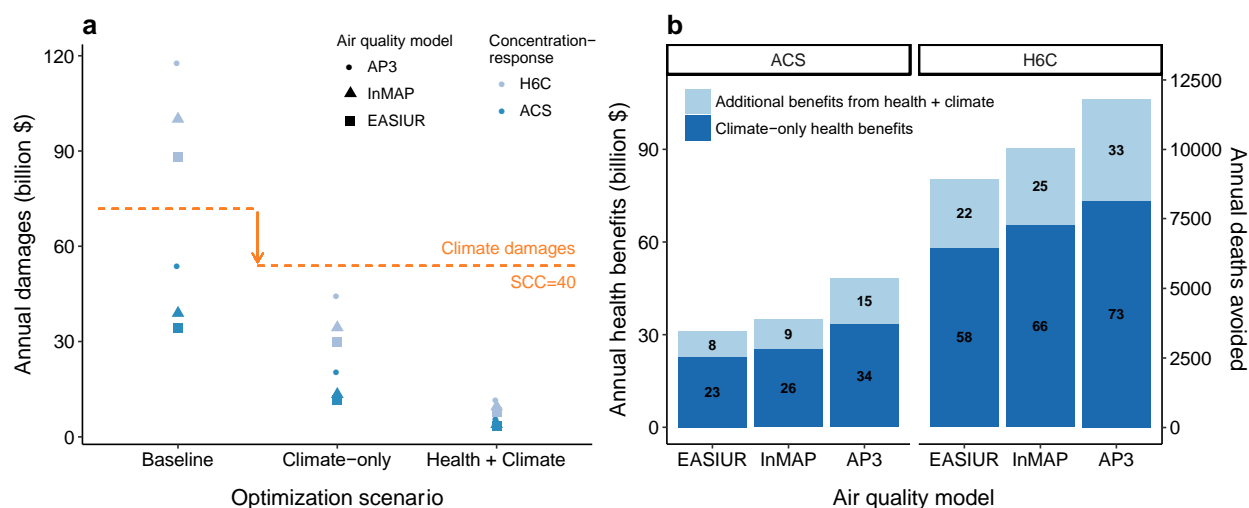 a
Annual damages (billion $)
120
90
60
30
0
Air quality model
AP3
InMAP
EASIUR
Concentration−
response
H6C
ACS
Climate damages
SCC=40
Baseline
Climate−only
Health + Climate
Optimization scenario
b
ACS
H6C
Additional benefits from health + climate
Climate−only health benefits
Annual health benefits (billion $)
90
60
30
0
8
23
9
26
15
34
22
58
25
66
33
73
12500
10000
7500
5000
2500
0
Annual deaths avoided
EASIUR
InMAP
AP3
EASIUR
InMAP
AP3
Air quality model